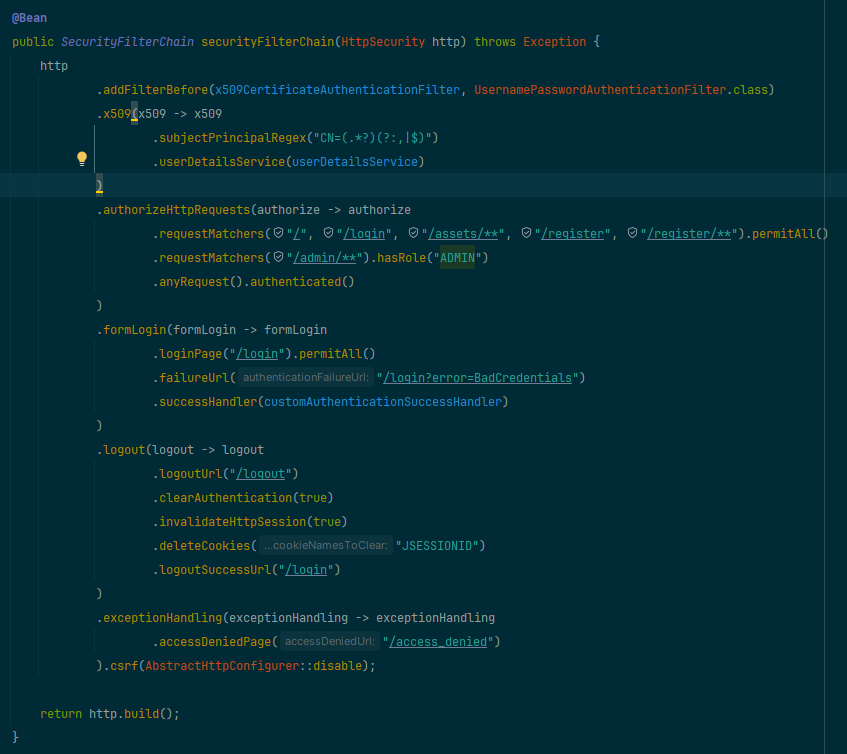 @Bean
public SecurityFilterChain securityFilterChain(HttpSecurity http) throws Exception {
    http
            .addFilterBefore(x509CertificateAuthenticationFilter, UsernamePasswordAuthenticationFilter.class)
            .x509(x509 -> x509
                    .subjectPrincipalRegex("CN=(.*?)(?:,|$)")
                    .userDetailsService(userDetailsService)
            )
            .authorizeHttpRequests(authorize -> authorize
                    .requestMatchers("/", "/login", "/assets/**", "/register", "/register/**").permitAll()
                    .requestMatchers("/admin/**").hasRole("ADMIN")
                    .anyRequest().authenticated()
            )
            .formLogin(formLogin -> formLogin
                    .loginPage("/login").permitAll()
                    .failureUrl( authenticationFailureUrl: "/login?error=BadCredentials")
                    .successHandler(customAuthenticationSuccessHandler)
            )
            .logout(logout -> logout
                    .logoutUrl("/logout")
                    .clearAuthentication(true)
                    .invalidateHttpSession(true)
                    .deleteCookies( ...cookieNamesToClear: "JSESSIONID")
                    .logoutSuccessUrl("/login")
            )
            .exceptionHandling(exceptionHandling -> exceptionHandling
                    .accessDeniedPage( accessDeniedUrl: "/access_denied")
            ).csrf(AbstractHttpConfigurer::disable);
    return http.build();
}